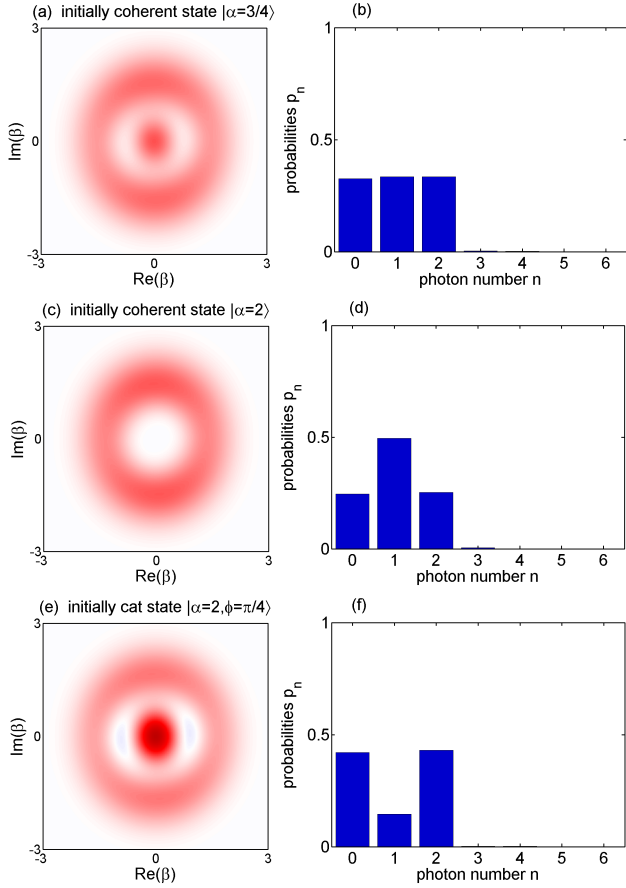 (a) initially coherent state |α=3/4⟩
3
0
-3
Im(β)
-3 0 3
Re(β)
(b)
1
0.5
0
probabilities pₙ
0 1 2 3 4 5 6
photon number n
(c) initially coherent state |α=2⟩
3
0
-3
Im(β)
-3 0 3
Re(β)
(d)
1
0.5
0
probabilities pₙ
0 1 2 3 4 5 6
photon number n
(e) initially cat state |α=2,ϕ=π/4⟩
3
0
-3
Im(β)
-3 0 3
Re(β)
(f)
1
0.5
0
probabilities pₙ
0 1 2 3 4 5 6
photon number n